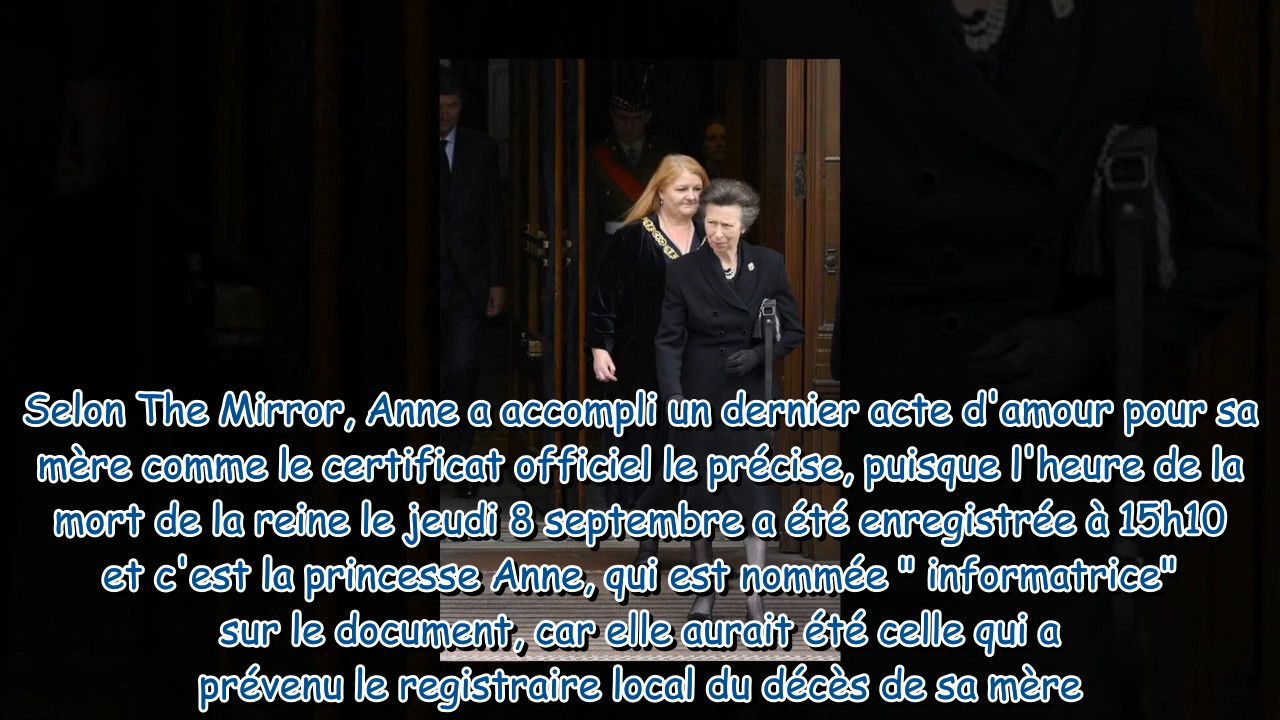 Selon The Mirror, Anne a accompli un dernier acte d'amour pour sa
mère comme le certificat officiel le précise, puisque l'heure de la
mort de la reine le jeudi 8 septembre a été enregistrée à 15h10
et c'est la princesse Anne, qui est nommée " informatrice"
sur le document, car elle aurait été celle qui a
prévenu le registraire local du décès de sa mère